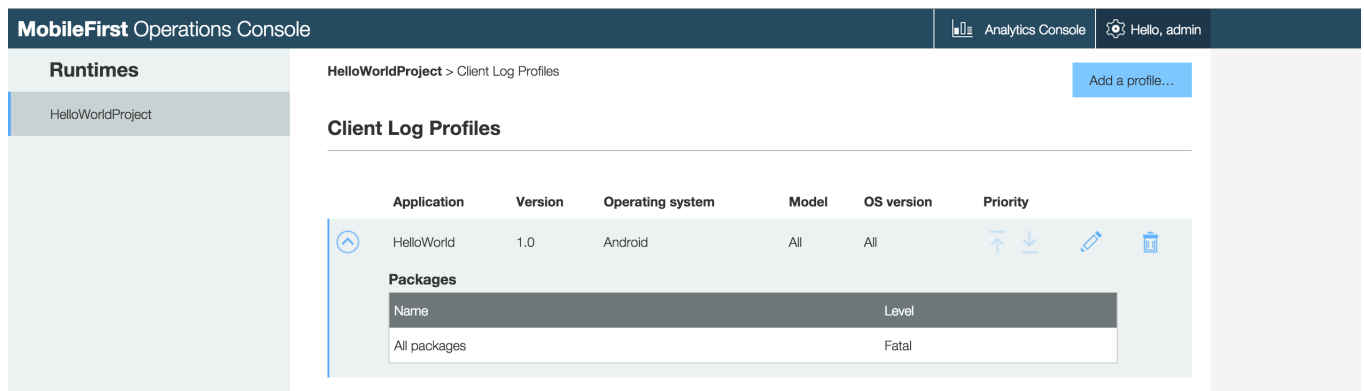 MobileFirst Operations Console
Analytics Console
Hello, admin
Runtimes
HelloWorldProject
HelloWorldProject > Client Log Profiles
Add a profile...
Client Log Profiles
Application Version Operating system Model OS version Priority
HelloWorld 1.0 Android All All
Packages
Name Level
All packages Fatal